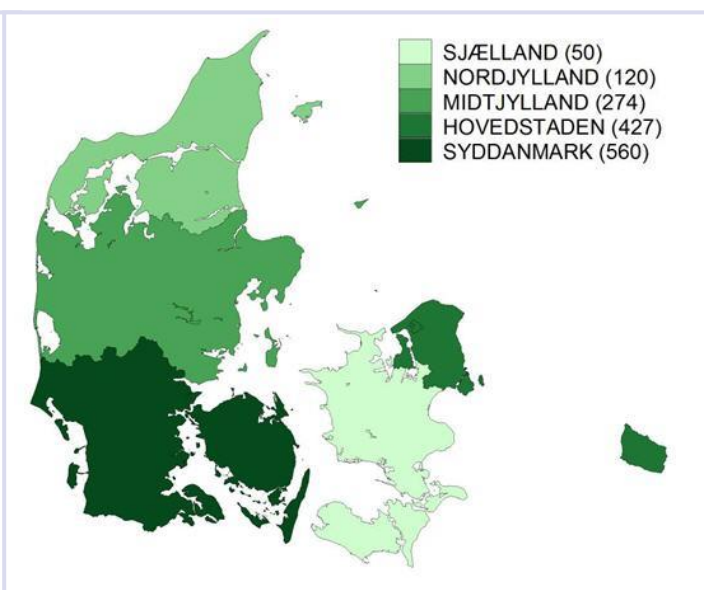 SJÆLLAND (50)
NORDJYLLAND (120)
MIDTJYLLAND (274)
HOVEDSTADEN (427)
SYDDANMARK (560)